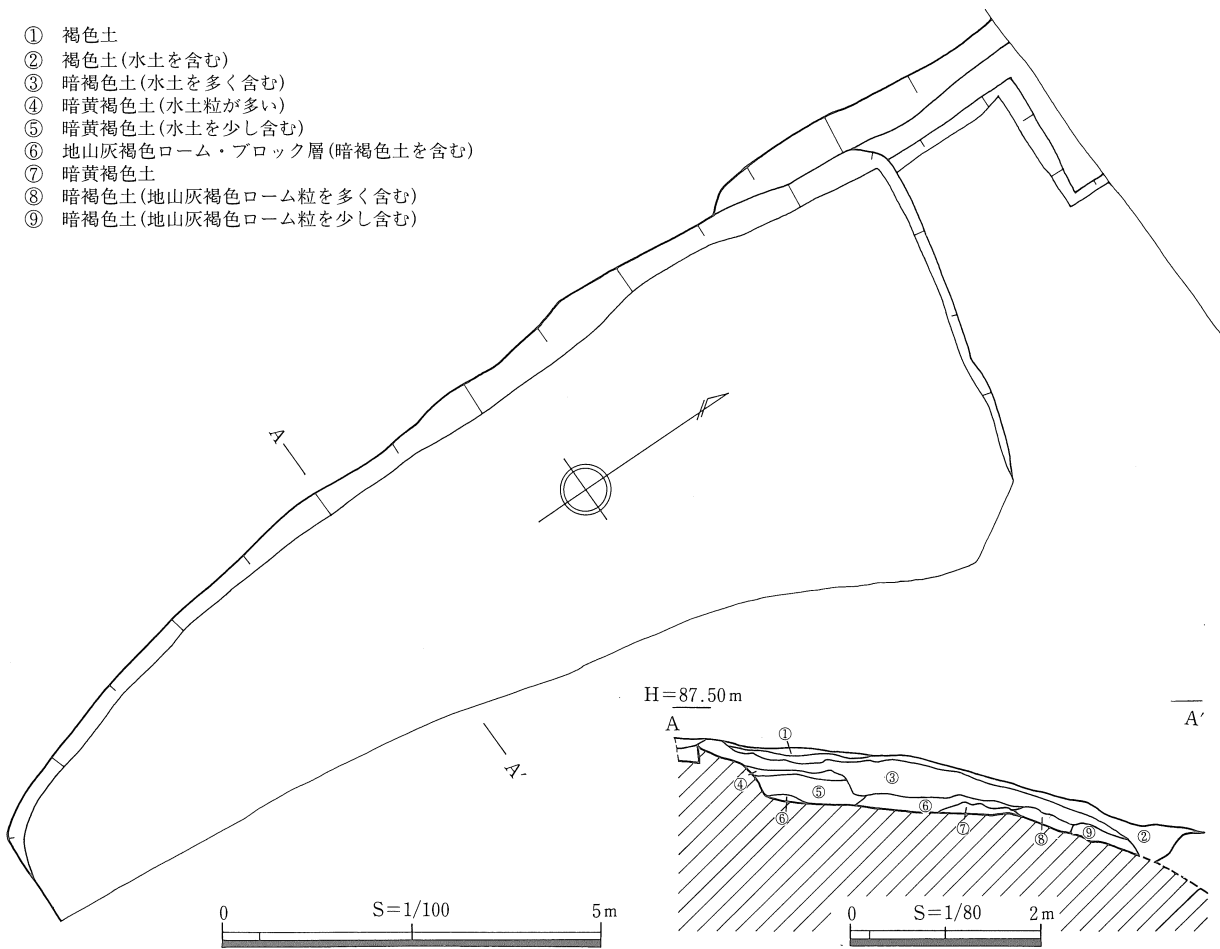 ① 褐色土
② 褐色土(水土を含む)
③ 暗褐色土(水土を多く含む)
④ 暗黄褐色土(水土粒が多い)
⑤ 暗黄褐色土(水土を少し含む)
⑥ 地山灰褐色ローム・ブロック層(暗褐色土を含む)
⑦ 暗黄褐色土
⑧ 暗褐色土(地山灰褐色ローム粒を多く含む)
⑨ 暗褐色土(地山灰褐色ローム粒を少し含む)
A
A′
H=87.50m
A
A′
①
③
④
⑤
⑥
⑥
⑦
⑧
⑨
②
0 S=1/100 5m
0 S=1/80 2m